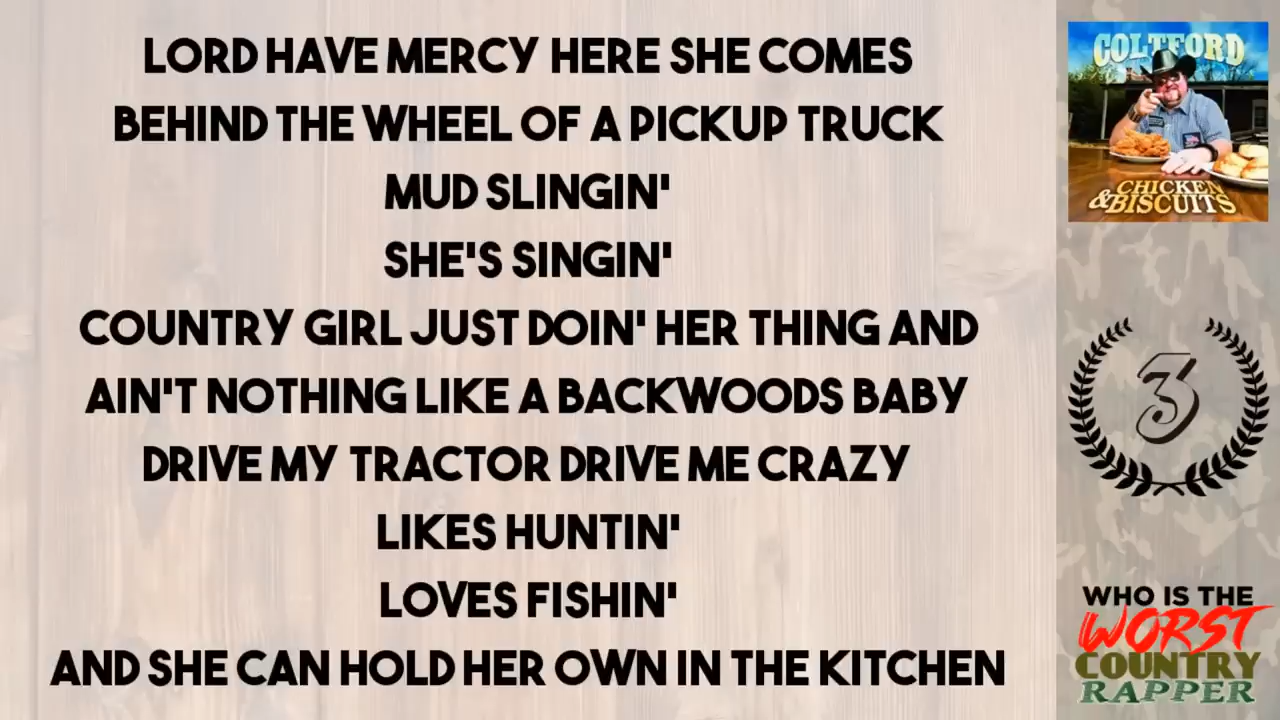 LORD HAVE MERCY HERE SHE COMES
BEHIND THE WHEEL OF A PICKUP TRUCK
MUD SLINGIN'
SHE'S SINGIN'
COUNTRY GIRL JUST DOIN' HER THING AND
AIN'T NOTHING LIKE A BACKWOODS BABY
DRIVE MY TRACTOR DRIVE ME CRAZY
LIKES HUNTIN'
LOVES FISHIN'
AND SHE CAN HOLD HER OWN IN THE KITCHEN
COLT FORD
CHICKEN
& BISCUITS
3
WHO IS THE
WORST
COUNTRY
RAPPER